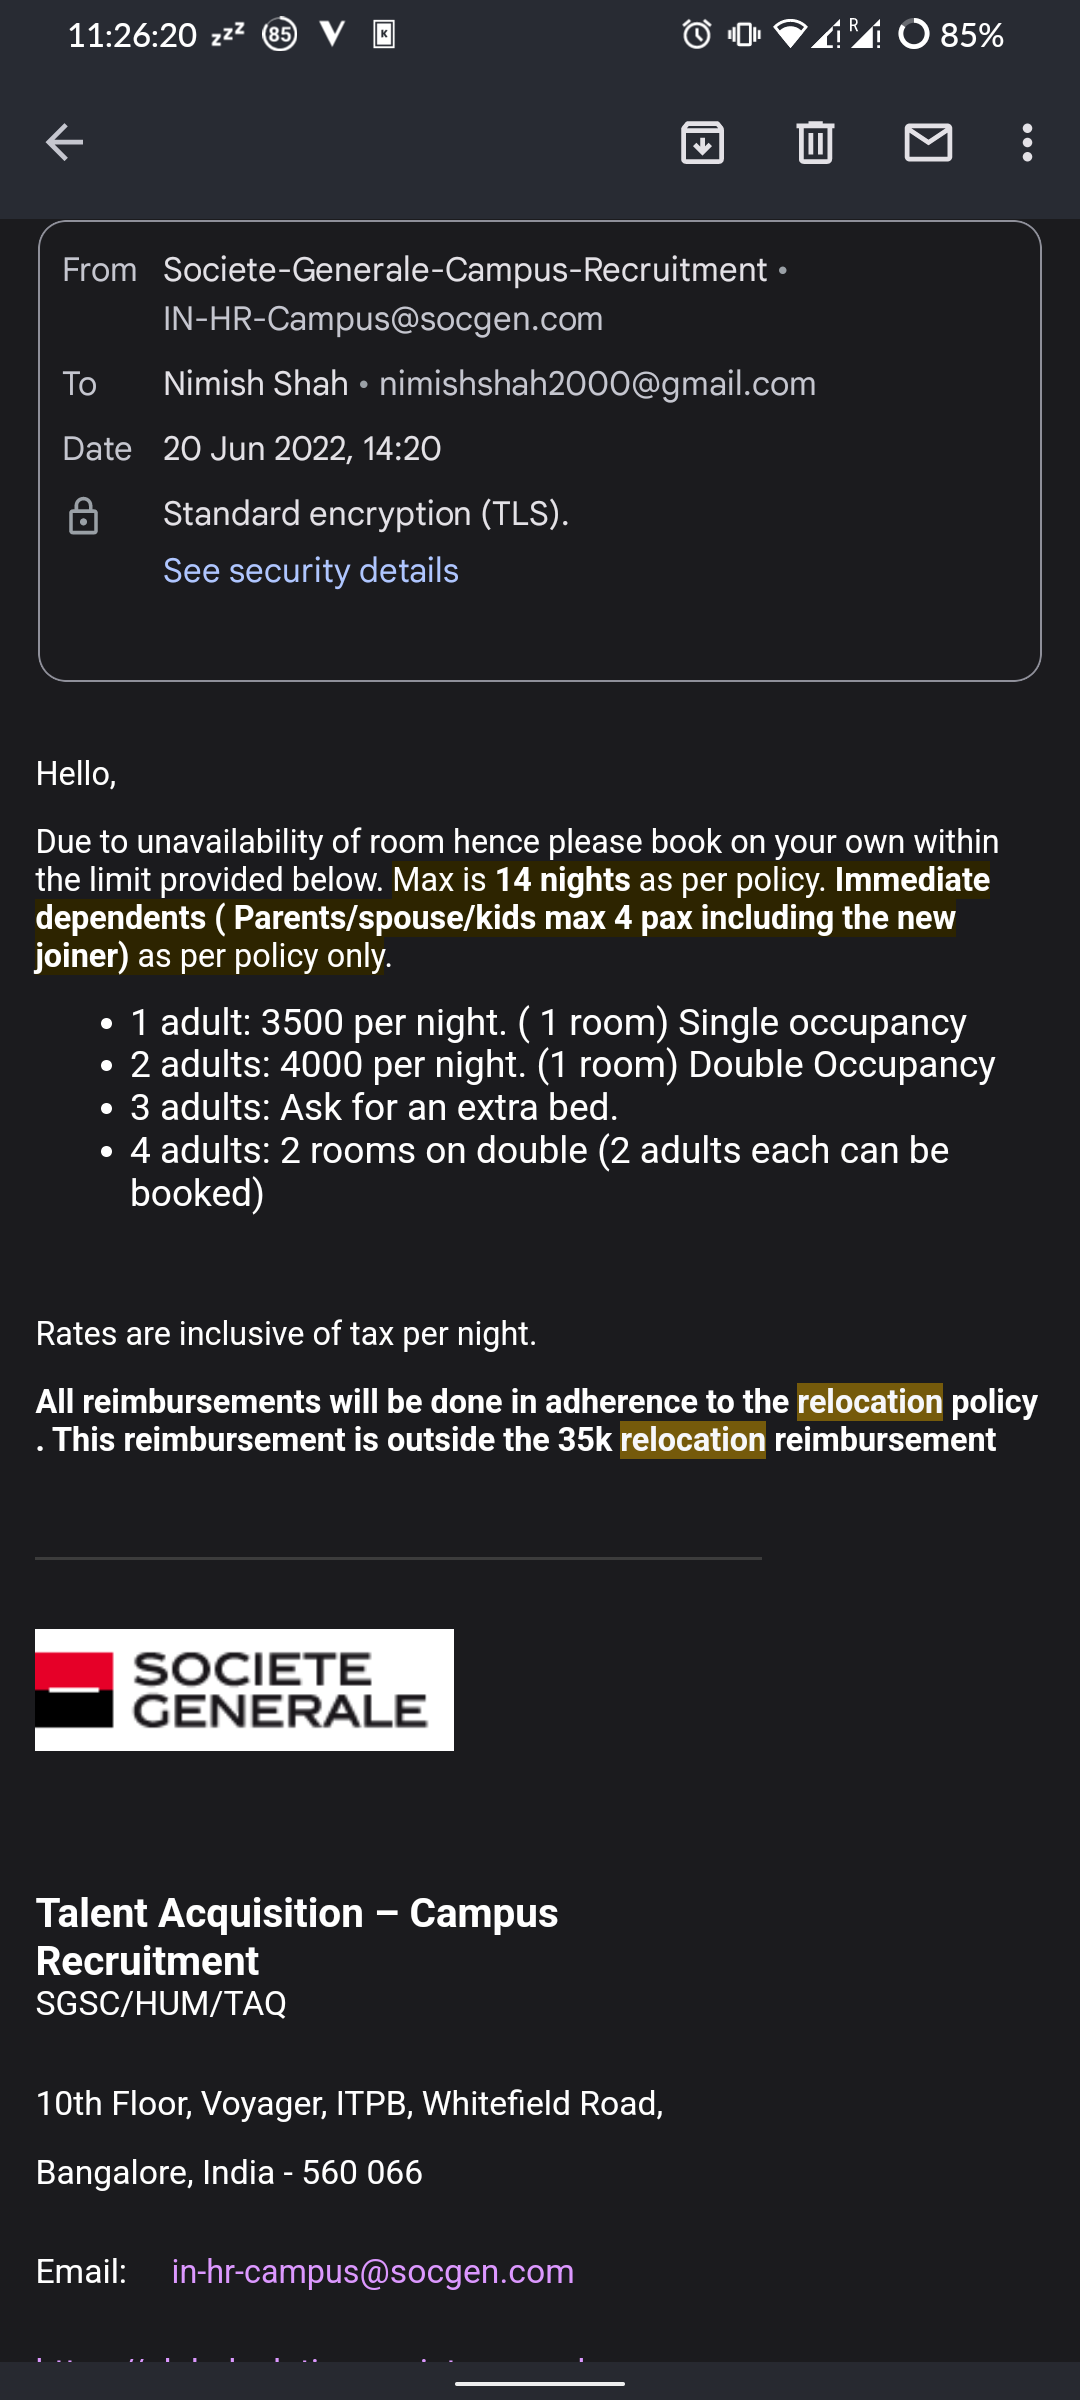 11:26:20 zzz 85 V K R 85%
From Societe-Generale-Campus-Recruitment •
IN-HR-Campus@socgen.com
To Nimish Shah • nimishshah2000@gmail.com
Date 20 Jun 2022, 14:20
Standard encryption (TLS).
See security details
Hello,
Due to unavailability of room hence please book on your own within
the limit provided below. Max is 14 nights as per policy. Immediate
dependents ( Parents/spouse/kids max 4 pax including the new
joiner) as per policy only.
• 1 adult: 3500 per night. ( 1 room) Single occupancy
• 2 adults: 4000 per night. (1 room) Double Occupancy
• 3 adults: Ask for an extra bed.
• 4 adults: 2 rooms on double (2 adults each can be
booked)
Rates are inclusive of tax per night.
All reimbursements will be done in adherence to the relocation policy
. This reimbursement is outside the 35k relocation reimbursement
SOCIETE
GENERALE
Talent Acquisition – Campus
Recruitment
SGSC/HUM/TAQ
10th Floor, Voyager, ITPB, Whitefield Road,
Bangalore, India - 560 066
Email: in-hr-campus@socgen.com